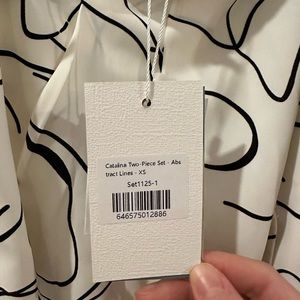 Catalina Two-Piece Set - Abs
tract Lines - XS
Set1125-1
646575012886